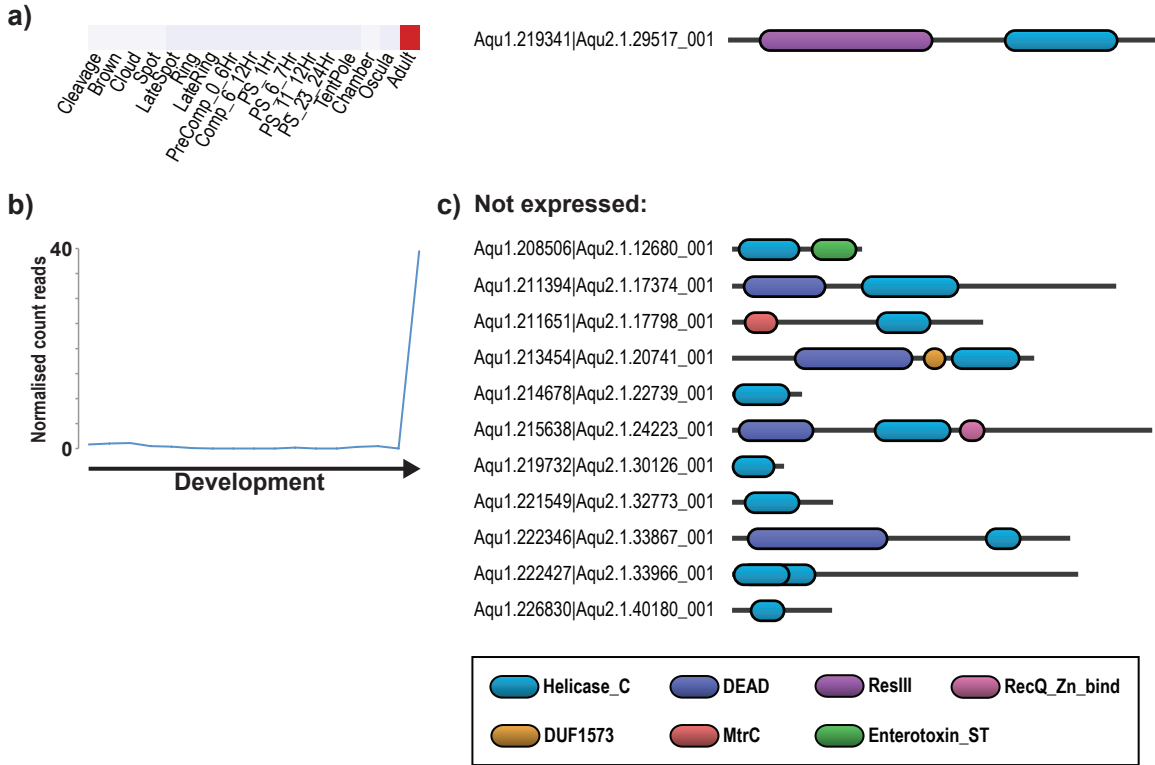 a)
Cleavage
Brown
Cloud
Spot
LateSpot
Ring
LateRing
PreComp_0_6Hr
Comp_6_12Hr
PS_1Hr
PS_6_7Hr
PS_11_12Hr
PS_23_24Hr
TentPole
Chamber
Oscula
Adult
Aqu1.219341|Aqu2.1.29517_001
b)
40
0
Normalised count reads
Development
c) Not expressed:
Aqu1.208506|Aqu2.1.12680_001
Aqu1.211394|Aqu2.1.17374_001
Aqu1.211651|Aqu2.1.17798_001
Aqu1.213454|Aqu2.1.20741_001
Aqu1.214678|Aqu2.1.22739_001
Aqu1.215638|Aqu2.1.24223_001
Aqu1.219732|Aqu2.1.30126_001
Aqu1.221549|Aqu2.1.32773_001
Aqu1.222346|Aqu2.1.33867_001
Aqu1.222427|Aqu2.1.33966_001
Aqu1.226830|Aqu2.1.40180_001
Helicase_C DEAD ResIII RecQ_Zn_bind
DUF1573 MtrC Enterotoxin_ST